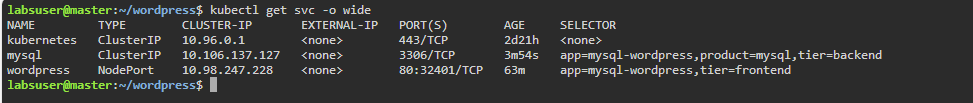 labsuser@master:~/wordpress$ kubectl get svc -o wide
NAME TYPE CLUSTER-IP EXTERNAL-IP PORT(S) AGE SELECTOR
kubernetes ClusterIP 10.96.0.1 <none> 443/TCP 2d21h <none>
mysql ClusterIP 10.106.137.127 <none> 3306/TCP 3m54s app=mysql-wordpress,product=mysql,tier=backend
wordpress NodePort 10.98.247.228 <none> 80:32401/TCP 63m app=mysql-wordpress,tier=frontend
labsuser@master:~/wordpress$